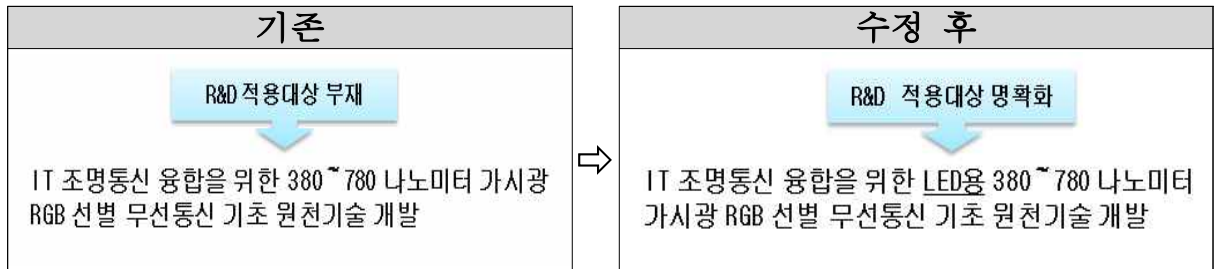 기존
R&D 적용대상 부재
IT 조명통신 융합을 위한 380~780 나노미터 가시광
RGB 선별 무선통신 기초 원천기술 개발
⇨
수정 후
R&D 적용대상 명확화
IT 조명통신 융합을 위한 LED용 380~780 나노미터
가시광 RGB 선별 무선통신 기초 원천기술 개발